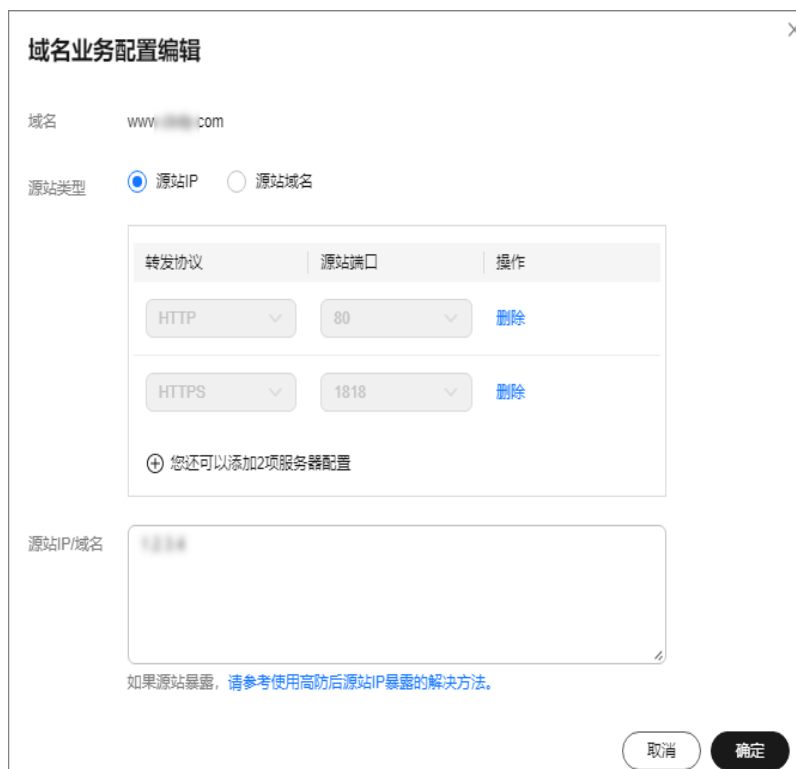 域名业务配置编辑
域名 www. .com
源站类型 源站IP 源站域名
转发协议 源站端口 操作
HTTP 80 删除
HTTPS 1818 删除
您还可以添加2项服务器配置
源站IP/域名
如果源站暴露，请参考使用高防后源站IP暴露的解决方法。
取消 确定